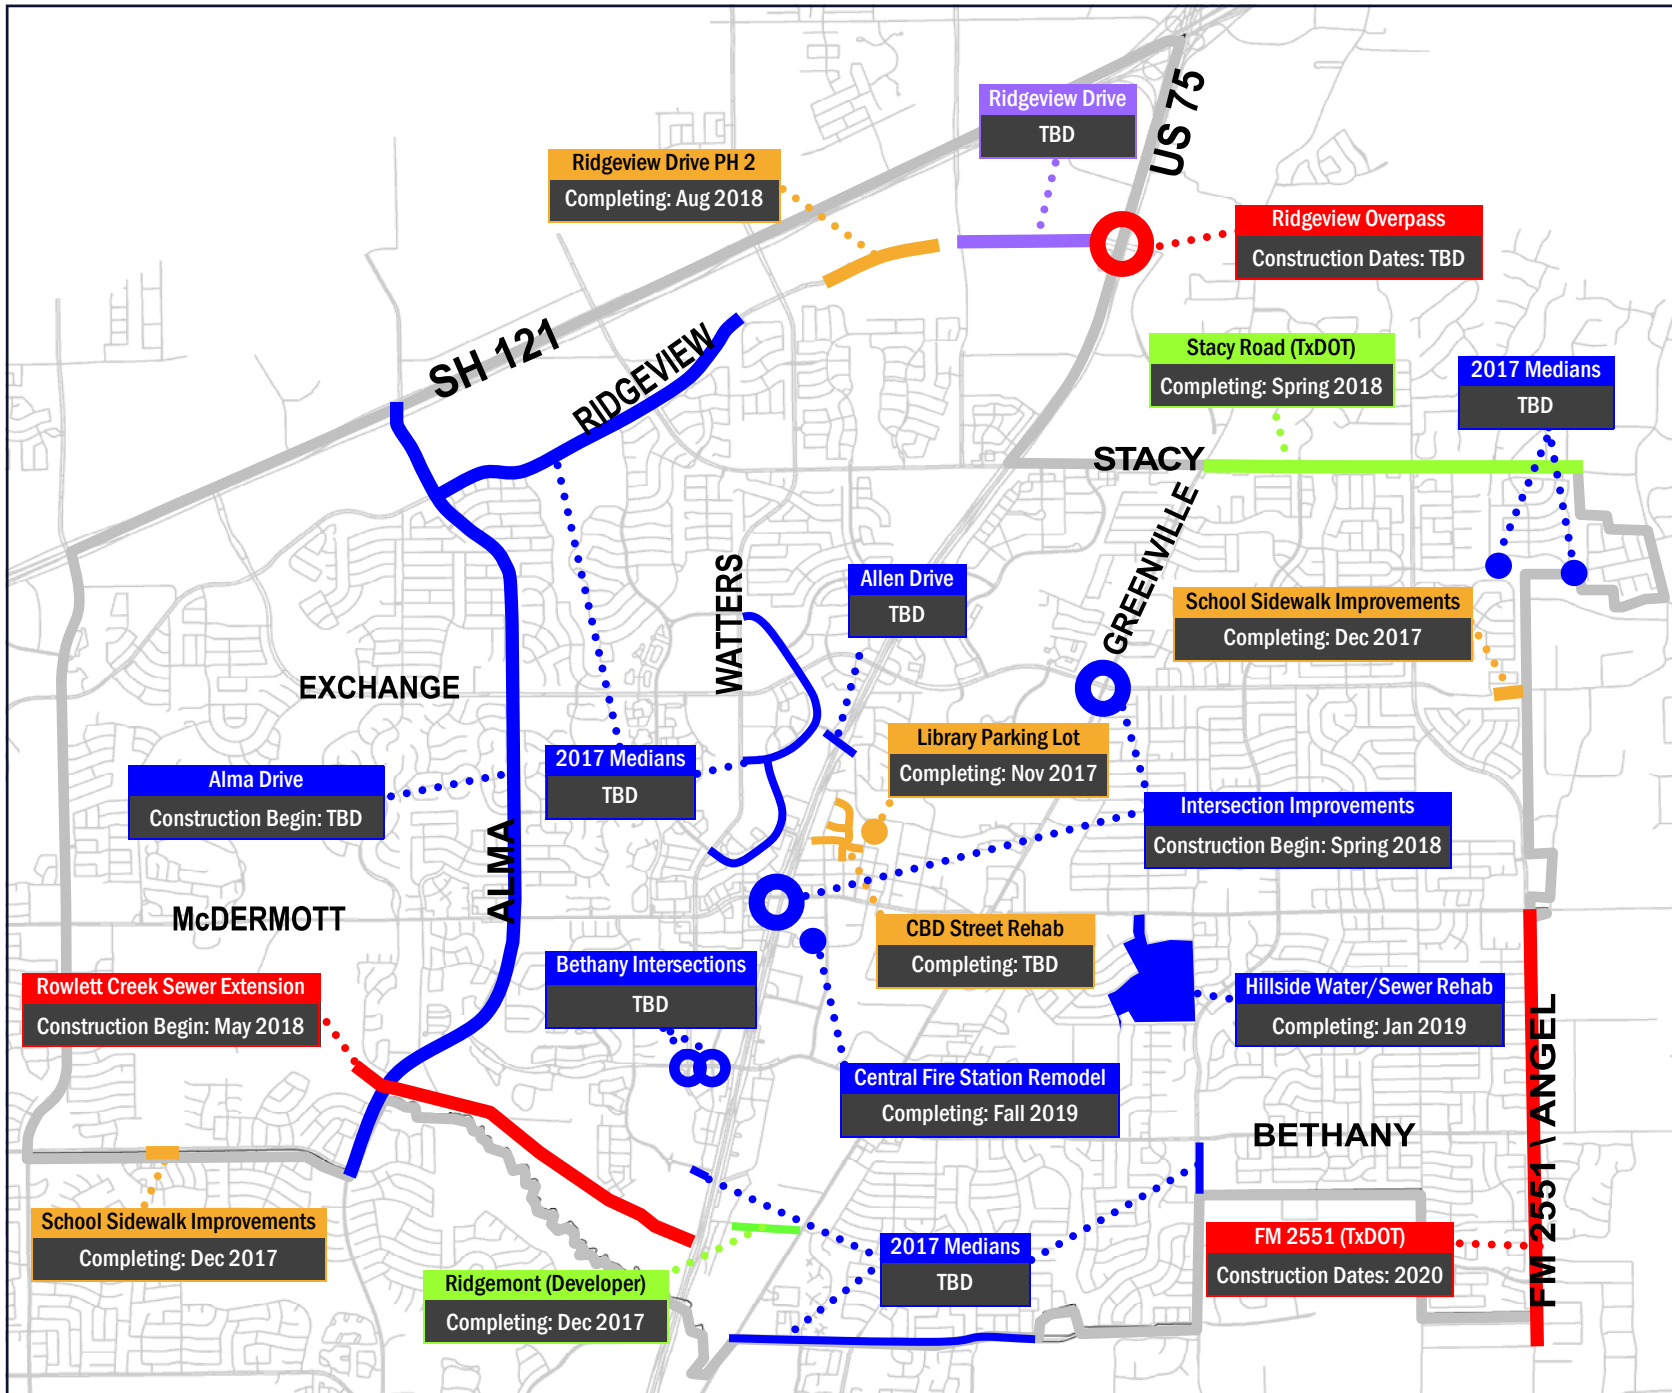 Ridgeview Drive
TBD
US 75
Ridgeview Drive PH 2
Completing: Aug 2018
Ridgeview Overpass
Construction Dates: TBD
SH 121
RIDGEVIEW
Stacy Road (TxDOT)
Completing: Spring 2018
2017 Medians
TBD
STACY
GREENVILLE
WATTERS
Allen Drive
TBD
School Sidewalk Improvements
Completing: Dec 2017
EXCHANGE
Library Parking Lot
Completing: Nov 2017
2017 Medians
TBD
Alma Drive
Construction Begin: TBD
Intersection Improvements
Construction Begin: Spring 2018
ALMA
McDERMOTT
CBD Street Rehab
Completing: TBD
Bethany Intersections
TBD
Rowlett Creek Sewer Extension
Construction Begin: May 2018
Hillside Water/Sewer Rehab
Completing: Jan 2019
Central Fire Station Remodel
Completing: Fall 2019
BETHANY
FM 2551 \ ANGEL
School Sidewalk Improvements
Completing: Dec 2017
2017 Medians
TBD
FM 2551 (TxDOT)
Construction Dates: 2020
Ridgemont (Developer)
Completing: Dec 2017